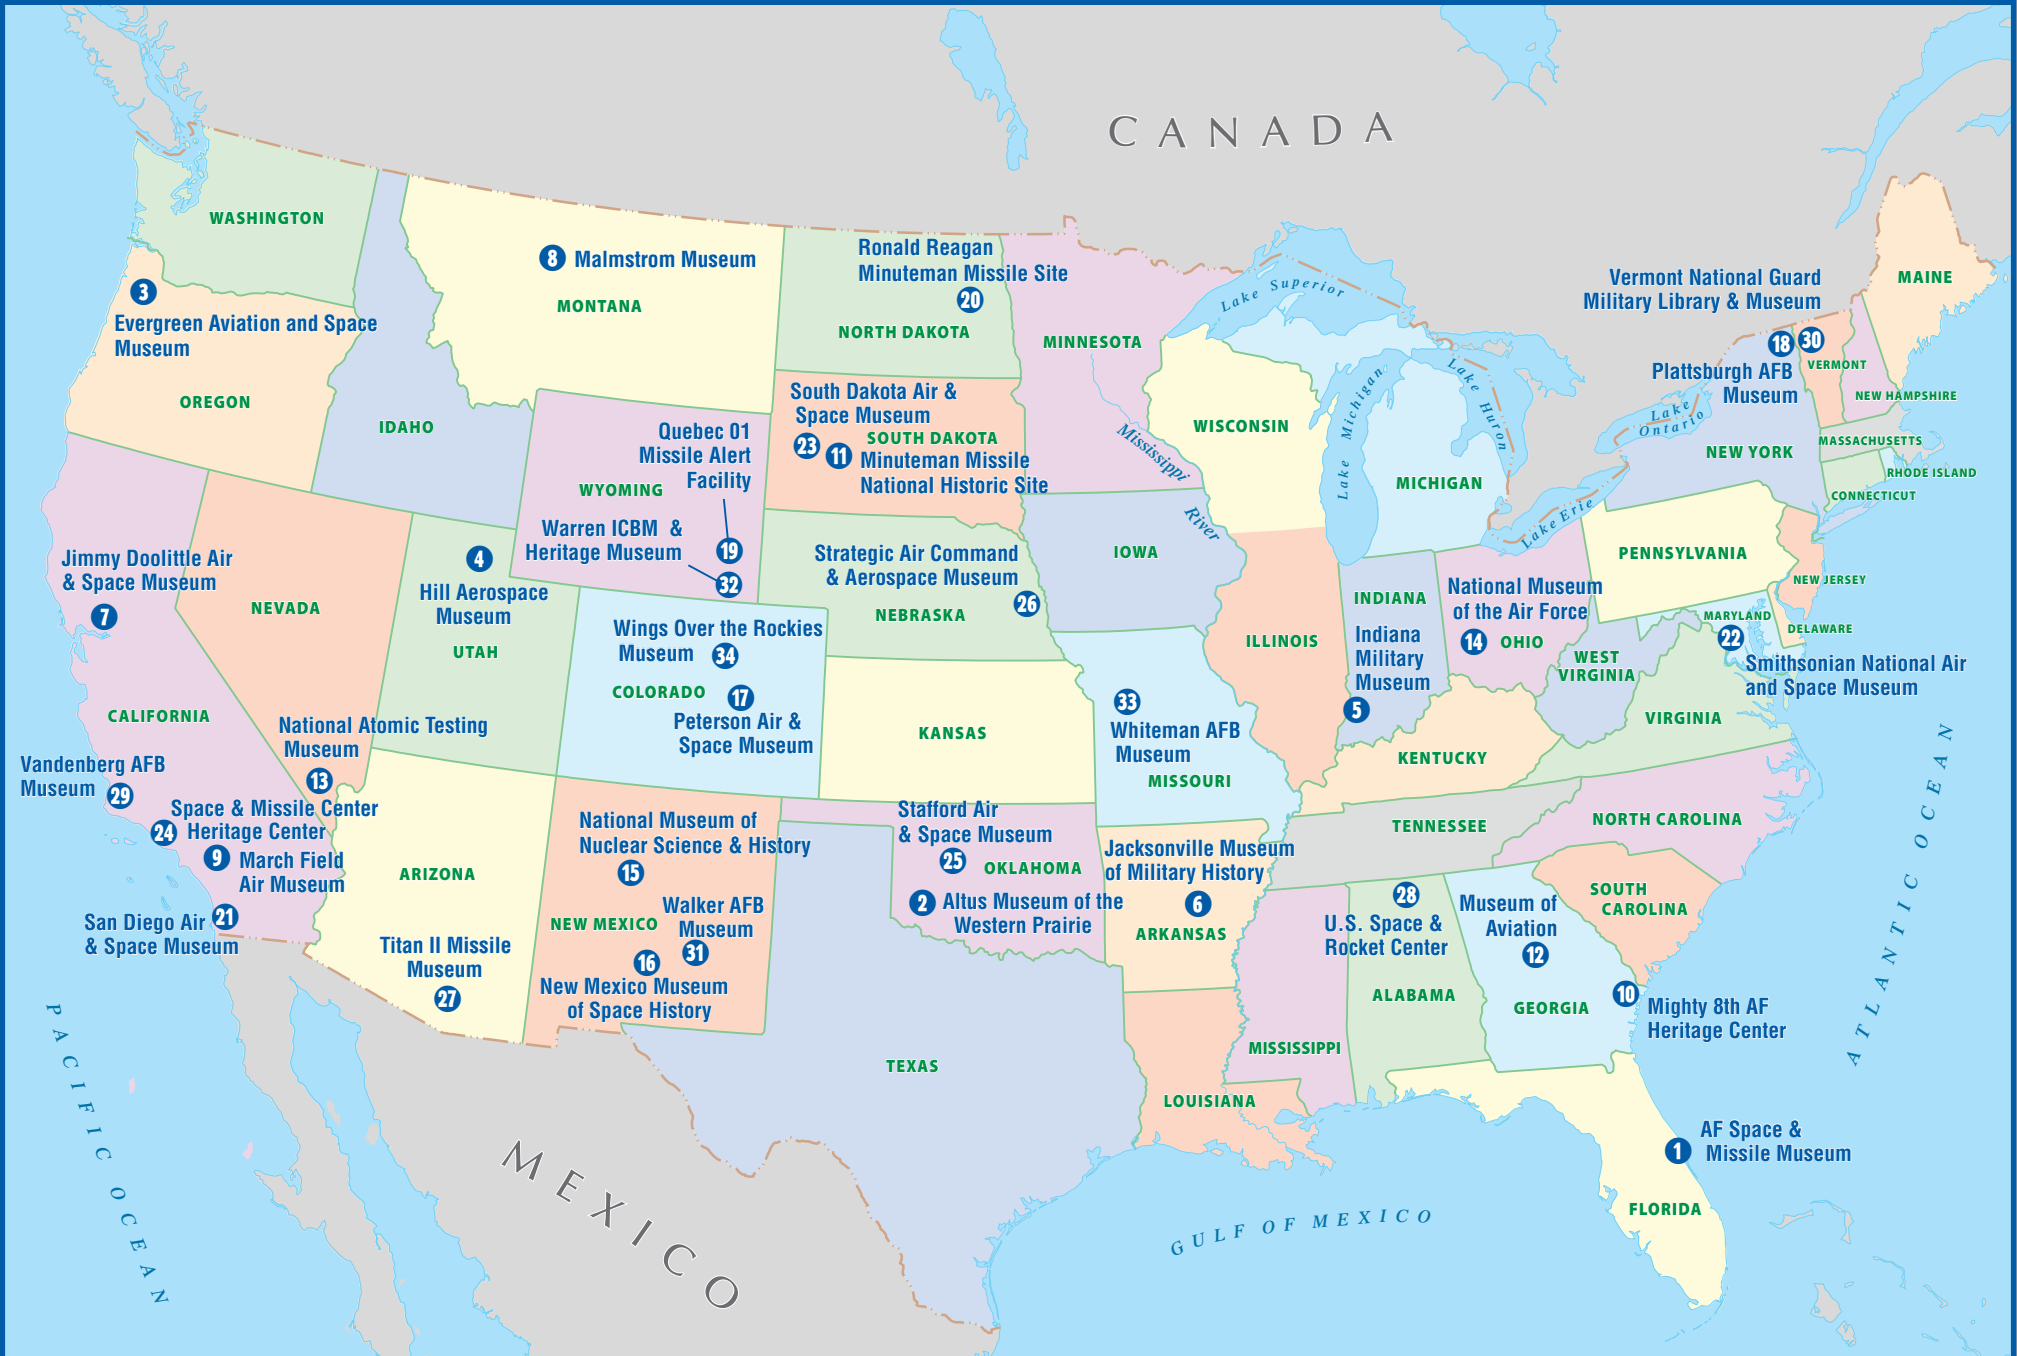 CANADA
WASHINGTON
8 Malmstrom Museum
MONTANA
Ronald Reagan
Minuteman Missile Site
20
NORTH DAKOTA
MINNESOTA
Lake Superior
Vermont National Guard
Military Library & Museum
MAINE
18 30
Plattsburgh AFB
Museum
VERMONT
NEW HAMPSHIRE
3
Evergreen Aviation and Space
Museum
OREGON
IDAHO
South Dakota Air &
Space Museum
SOUTH DAKOTA
23 11 Minuteman Missile
National Historic Site
Quebec 01
Missile Alert
Facility
WYOMING
Warren ICBM &
Heritage Museum
19
32
Mississippi
River
WISCONSIN
Lake Michigan
Lake Huron
MICHIGAN
Lake
Ontario
Lake Erie
NEW YORK
MASSACHUSETTS
RHODE ISLAND
CONNECTICUT
Jimmy Doolittle Air
& Space Museum
7
NEVADA
4
Hill Aerospace
Museum
UTAH
Strategic Air Command
& Aerospace Museum
26
NEBRASKA
IOWA
ILLINOIS
INDIANA
Indiana
Military
Museum
5
National Museum
of the Air Force
14 OHIO
PENNSYLVANIA
NEW JERSEY
MARYLAND
DELAWARE
22
Smithsonian National Air
and Space Museum
WEST
VIRGINIA
VIRGINIA
Wings Over the Rockies
Museum 34
COLORADO
17
Peterson Air &
Space Museum
KANSAS
33
Whiteman AFB
Museum
MISSOURI
KENTUCKY
CALIFORNIA
National Atomic Testing
Museum
13
Vandenberg AFB
Museum 29
Space & Missile Center
24 Heritage Center
9 March Field
Air Museum
San Diego Air 21
& Space Museum
ARIZONA
Titan II Missile
Museum
27
National Museum of
Nuclear Science & History
15
NEW MEXICO
Walker AFB
Museum
31
16
New Mexico Museum
of Space History
Stafford Air
& Space Museum
25 OKLAHOMA
2 Altus Museum of the
Western Prairie
Jacksonville Museum
of Military History
6
ARKANSAS
TENNESSEE
NORTH CAROLINA
SOUTH
CAROLINA
28
U.S. Space &
Rocket Center
ALABAMA
Museum of
Aviation
12
GEORGIA
10 Mighty 8th AF
Heritage Center
MISSISSIPPI
TEXAS
LOUISIANA
1 AF Space &
Missile Museum
FLORIDA
PACIFIC OCEAN
ATLANTIC OCEAN
MEXICO
GULF OF MEXICO